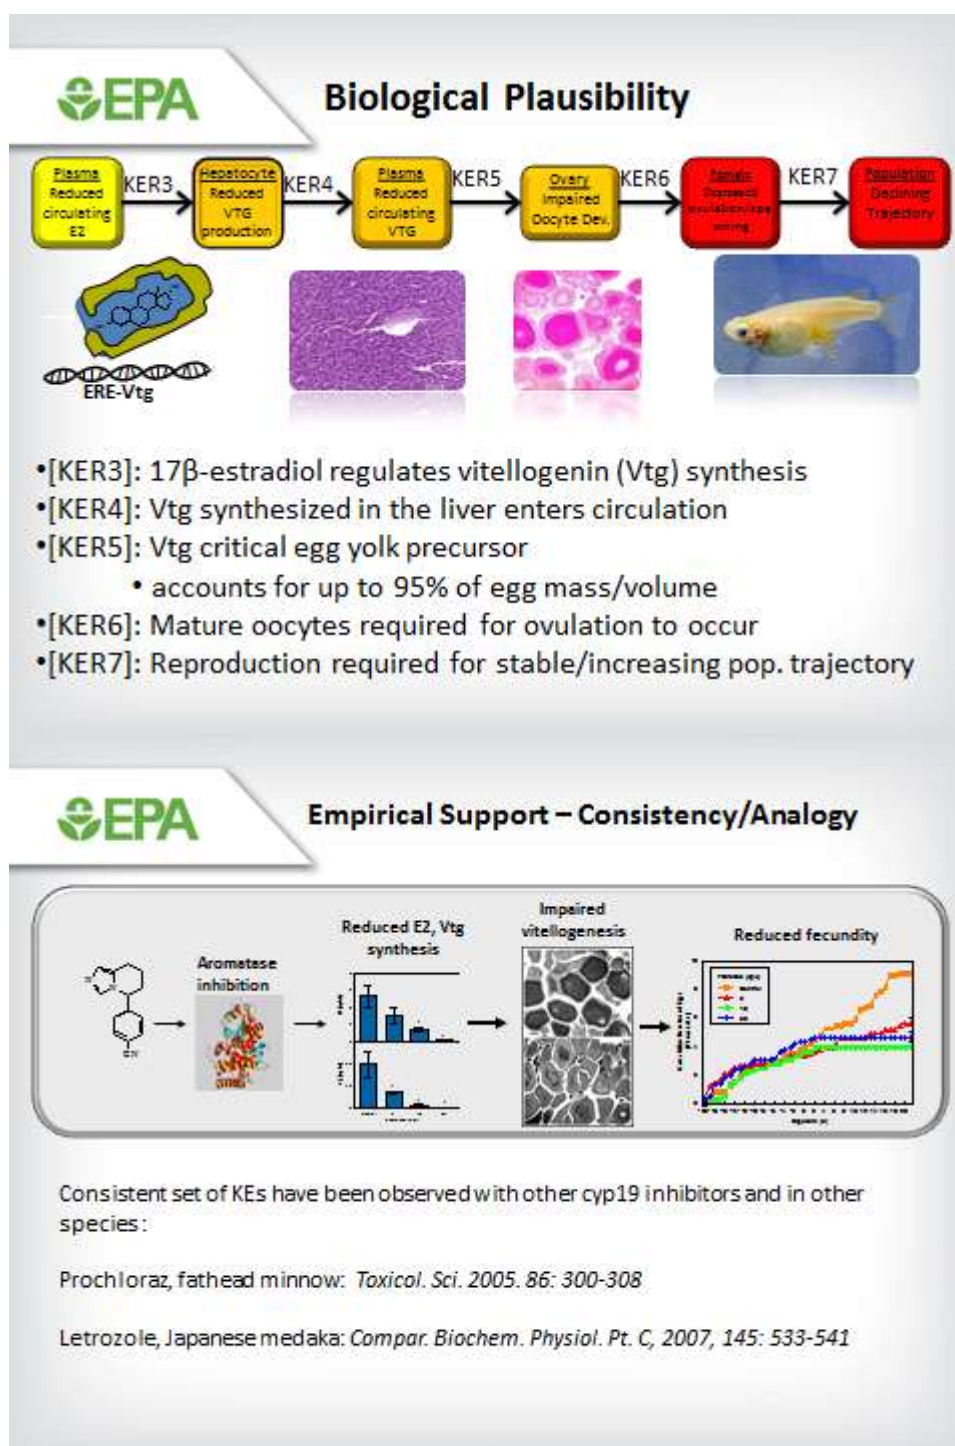 EPA
Biological Plausibility
Plasma
Reduced
circulating
E2
KER3
Hepatocyte
Reduced
VTG
production
KER4
Plasma
Reduced
circulating
VTG
KER5
Ovary
Impaired
Oocyte Dev.
KER6
KER7
Population
Declining
Trajectory
ERE-Vtg
•[KER3]: 17β-estradiol regulates vitellogenin (Vtg) synthesis
•[KER4]: Vtg synthesized in the liver enters circulation
•[KER5]: Vtg critical egg yolk precursor
• accounts for up to 95% of egg mass/volume
•[KER6]: Mature oocytes required for ovulation to occur
•[KER7]: Reproduction required for stable/increasing pop. trajectory
EPA
Empirical Support – Consistency/Analogy
Aromatase
inhibition
Reduced E2, Vtg
synthesis
Impaired
vitellogenesis
Reduced fecundity
Consistent set of KEs have been observed with other cyp19 inhibitors and in other
species:
Prochloraz, fathead minnow: Toxicol. Sci. 2005. 86: 300-308
Letrozole, Japanese medaka: Compar. Biochem. Physiol. Pt. C, 2007, 145: 533-541